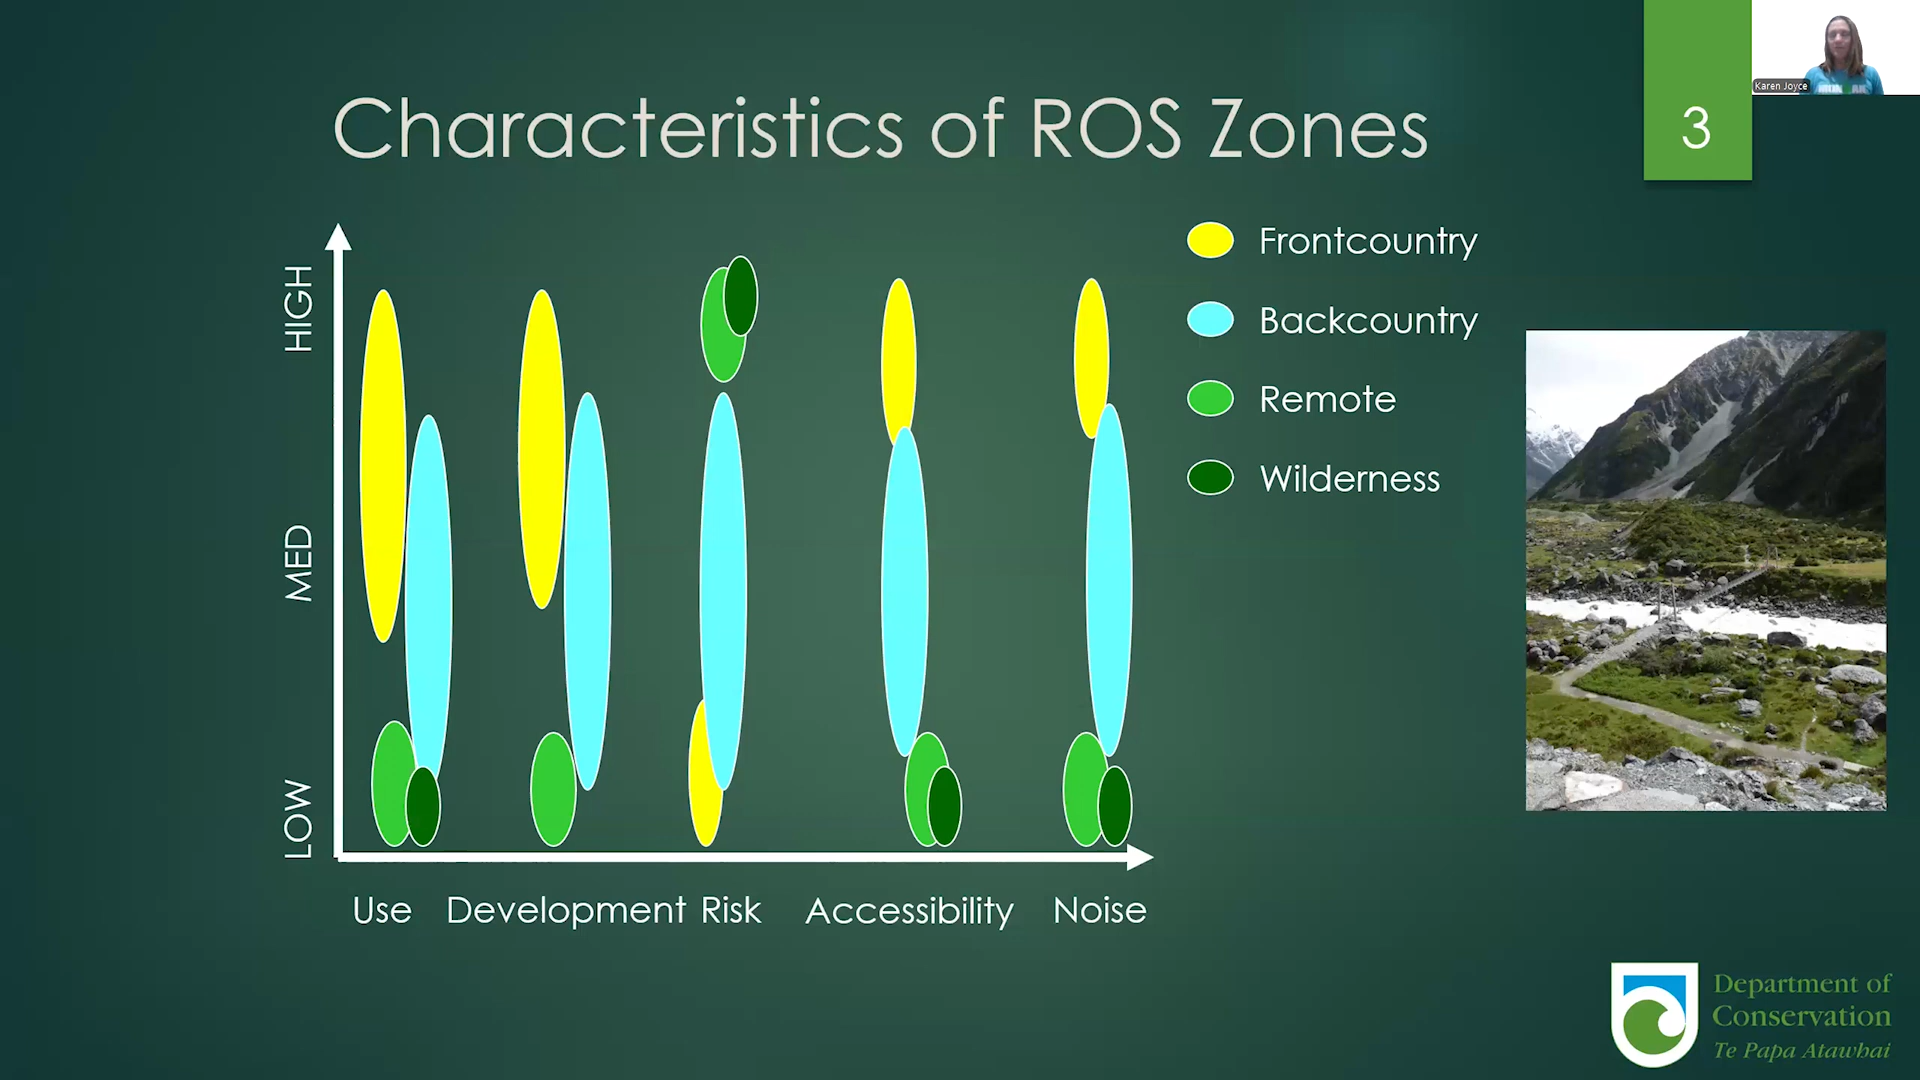 Characteristics of ROS Zones
3
Karen Joyce
HIGH
MED
LOW
Use
Development
Risk
Accessibility
Noise
Frontcountry
Backcountry
Remote
Wilderness
Department of
Conservation
Te Papa Atawhai